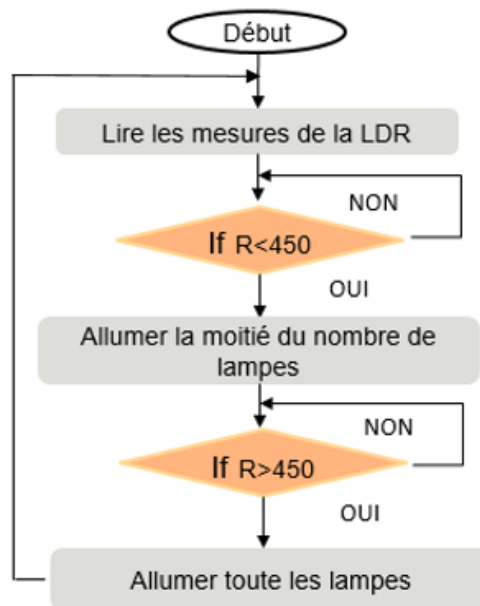 Début
Lire les mesures de la LDR
NON
If R<450
OUI
Allumer la moitié du nombre de
lampes
NON
If R>450
OUI
Allumer toute les lampes